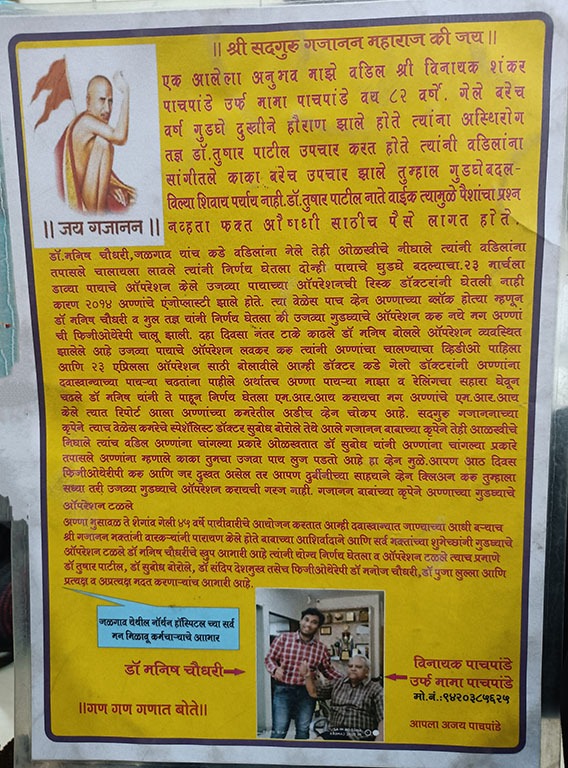 || श्री सदगुरु गजानन महाराज की जय ||
एक आलेला अनुभव माझे वडिल श्री विनायक शंकर
पाचपांडे उर्फ मामा पाचपांडे वय ८२ वर्षे. गेले बरेच
वर्ष गुडघे दुखीने हैराण झाले होते त्यांना अस्थिरोग
तज्ञ डॉ.तुषार पाटील उपचार करत होते त्यांनी वडिलांना
सांगीतले काका बरेच उपचार झाले तुम्हाल गुडघेबदल-
विल्या शिवाय पर्याय नाही.डॉ.तुषार पाटील नाते वाईक त्यागुळे पैशांचा प्रश्न
नव्हता फक्त औषधी साठीच पैसे लागत होते.
|| जय गजानन ||
डॉ.मनिष चौधरी,जळगाव यांच कडे वडिलांना गेले तेही ओळखीचे नीघाले त्यांनी वडिलांना
तपासले चालायला लावले त्यांनी निर्णय घेतला दोन्ही पायाचे घुडघे बदल्याचा.२३ मार्चला
डाव्या पायाचे ऑपरेशन केले उजव्या पायाच्या ऑपरेशनची रिस्क डॉक्टरांनी घेतली नाही
कारण २०१४ अण्णांचे एंजोप्लास्टी झाले होते. त्या वेळेस पाच व्हेन अण्णाच्या ब्लॉक होत्या म्हणून
डॉ मनिष चौधरी व मुल तज्ञ यांनी निर्णय घेतला की उजव्या गुडघ्याचे ऑपरेशन करु नये मग अण्णां
ची फिजीओथेरेपी चालू झाली. दहा दिवसा नंतर टाके काढले डॉ मनिष बोलले ऑपरेशन व्यवस्थित
झालेले आहे उजव्या पायाचे ऑपरेशन लवकर करु त्यांनी अण्णांचा चालण्याचा व्हिडीओ पाहिला
आणि २३ एप्रिलला ऑपरेशन साठी बोलावीले आम्ही डॉक्टर कडे गेलो डॉक्टरांनी अण्णांना
दवाखान्याच्या पायऱ्या चढतांना पाहीले अर्थातच अण्णा पायऱ्या माझा व रेलिंगचा सहारा घेवून
चढले डॉ मनिष यांनी ते पाहून निर्णय घेतला एन.आर.आय करायचा मग अण्णांचे एन.आर.आय
केले त्यात रिपोर्ट आला अण्णांच्या कमरेतील अडीच व्हेन चोकप आहे. सदगुरु गजाननाच्या
कृपेने त्याच वेळेस कमरेचे स्पेशॅलिस्ट डॉक्टर सुबोध बोरोले तेथे आले गजानन बाबाच्या कृपेने तेही आळखीचे
निघाले त्यांच वडिल अण्णांना चांगल्या प्रकारे ओळखतात डॉ सुबोध यांनी अण्णांना चांगल्या प्रकारे
तपासले अण्णांना म्हणाले काका तुमचा उजवा पाय लुज पडतो आहे हा व्हेन मुळे.आपण आठ दिवस
फिजिओथेरीपी करु आणि जर दुखत असेल तर आपण दुर्बीनीच्या साहयाने व्हेन क्लिअन करु तुम्हाला
सध्या तरी उजव्या गुडघ्याचे ऑपरेशन करायची गरज नाही. गजानन बाबांच्या कृपेने अण्णाच्या गुडघ्याचे
ऑपरेशन टळले
अण्णा भुसावळ ते शेगांव गेली ४५ वर्मे पायीवारीचे आयोजन करतात आम्ही दवाखान्यात जाण्याच्या आधी बऱ्याच
श्री गजानन भक्तांनी वारकऱ्यांनी पारायण केले होते बाबाच्या आशिर्वादाने आणि सर्व भक्तांच्या शुभेच्छांनी गुडघ्याचे
ऑपरेशन टळले डॉ मनिष चौधरीचे खुप आभारी आहे त्यांनी योग्य निर्णय घेतला व ऑपरेशन टळले त्याच प्रमाणे
डॉ तुषार पाटील, डॉ सुबोध बोरोले, डॉ संदिप देशमुख तसेच फिजीओथेरेपी डॉ मनोज चौधरी,डॉ पुजा लुल्ला आणि
प्रत्यक्ष व अप्रत्यक्ष मदत करणाऱ्यांच आभारी आहे.
जळगाव येथील नॉर्थन हॉस्पिटल च्या सर्व
मन मिळावू कर्मचाऱ्याचे आाभार
डॉ मनिष चौधरी
विनायक पाचपांडे
उर्फ मामा पाचपांडे
मो.नं.:९४२०३८५६२५
||गण गण गणात बोते||
आपला अजय पाचपांडे